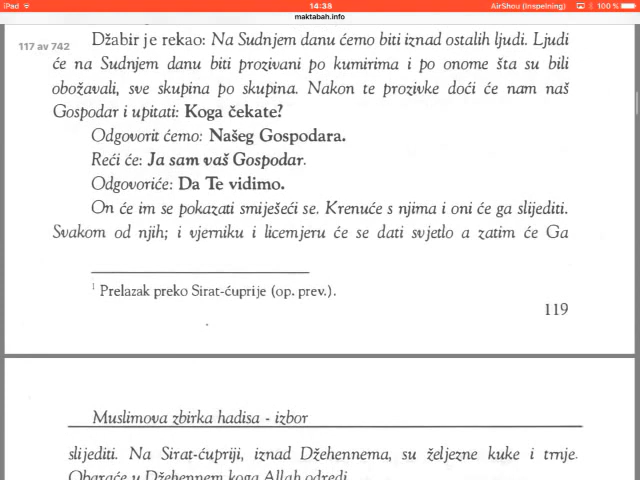 iPad
14:38
AirShou (Inspelning)
100 %
maktabah.info
117 av 742
Džabir je rekao: Na Sudnjem danu ćemo biti iznad ostalih ljudi. Ljudi
će na Sudnjem danu biti prozivani po kumirima i po onome šta su bili
obožavali, sve skupina po skupina. Nakon te prozivke doći će nam naš
Gospodar i upitati: Koga čekate?
Odgovorit ćemo: Našeg Gospodara.
Reći će: Ja sam vaš Gospodar.
Odgovoriće: Da Te vidimo.
On će im se pokazati smiješeći se. Krenuće s njima i oni će ga slijediti.
Svakom od njih; i vjerniku i licemjeru će se dati svjetlo a zatim će Ga
1 Prelazak preko Sirat-ćuprije (op. prev.).
119
Muslimova zbirka hadisa - izbor
slijediti. Na Sirat-ćupriji, iznad Džehennema, su željezne kuke i trnje.
Obaraće u Džehennem koga Allah odredi.